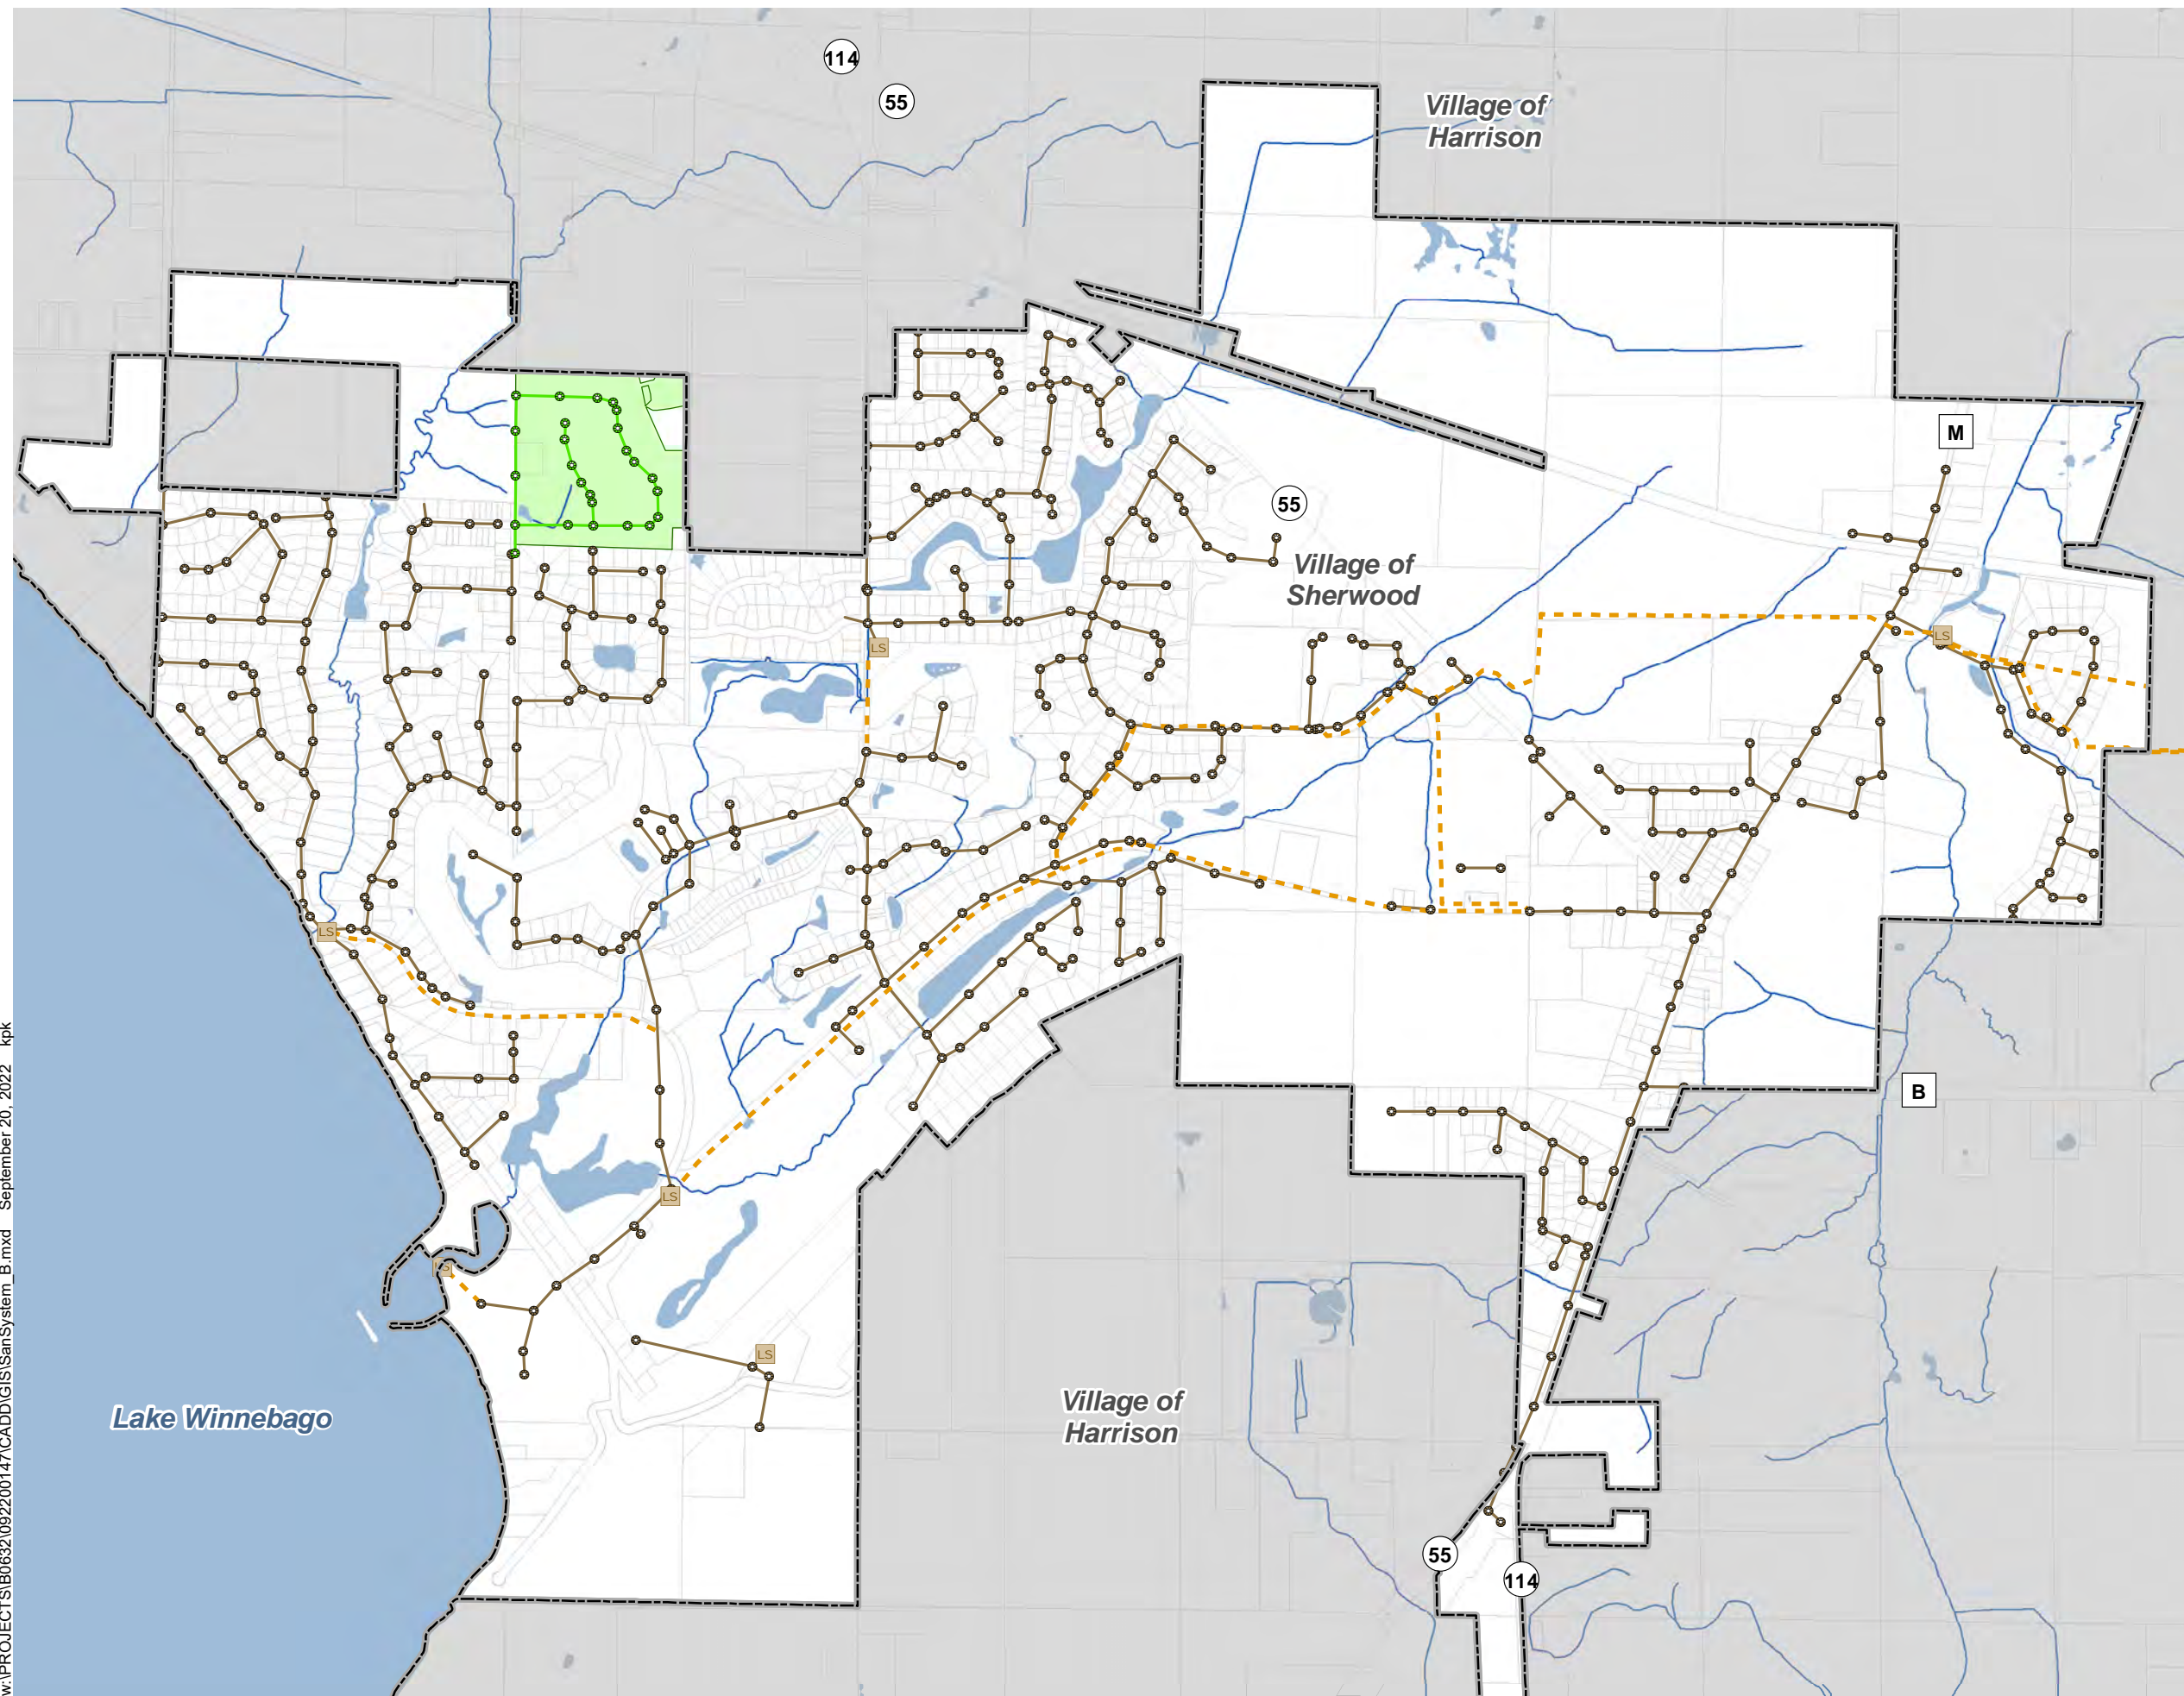 114
55
Village of
Harrison
M
55
Village of
Sherwood
LS
LS
LS
B
LS
LS
LS
Lake Winnebago
Village of
Harrison
55
114
w:\PROJECTS\B0632\092200147\CADD\GIS\SanSystem_B.mxd September 20, 2022 kpk